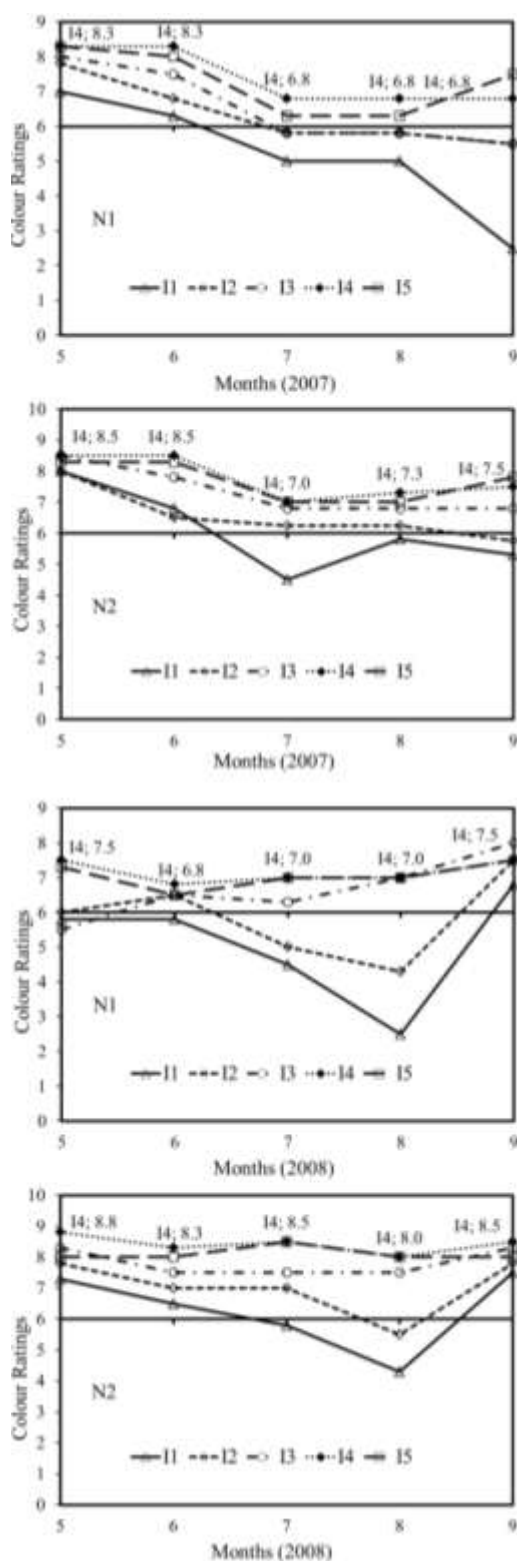 9
I4; 8.3
I4; 8.3
8
I4; 6.8
I4; 6.8
I4; 6.8
7
6
5
4
N1
3
2
I1
I2
I3
I4
I5
1
0
5
6
7
8
9
Colour Ratings
Months (2007)
10
9
I4; 8.5
I4; 8.5
I4; 7.0
I4; 7.3
I4; 7.5
8
7
6
5
4
N2
3
2
I1
I2
I3
I4
I5
1
0
5
6
7
8
9
Colour Ratings
Months (2007)
9
I4; 7.5
8
I4; 7.5
I4; 6.8
I4; 7.0
I4; 7.0
7
6
5
4
3
N1
2
I1
I2
I3
I4
I5
1
0
5
6
7
8
9
Colour Ratings
Months (2008)
10
I4; 8.8
I4; 8.3
I4; 8.5
I4; 8.0
I4; 8.5
9
8
7
6
5
4
N2
3
2
I1
I2
I3
I4
I5
1
0
5
6
7
8
9
Colour Ratings
Months (2008)